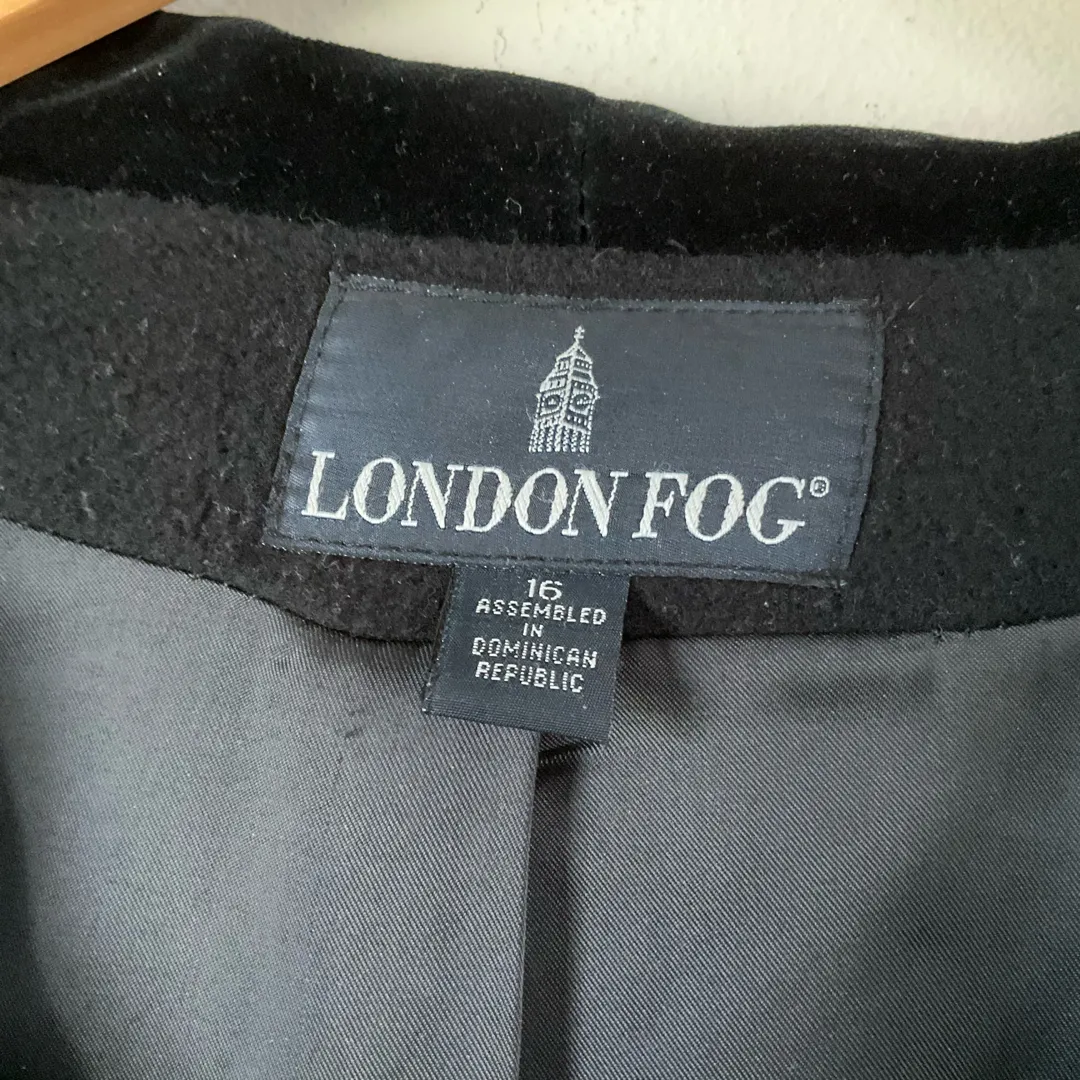 LONDON FOG®
16
ASSEMBLED
IN
DOMINICAN
REPUBLIC